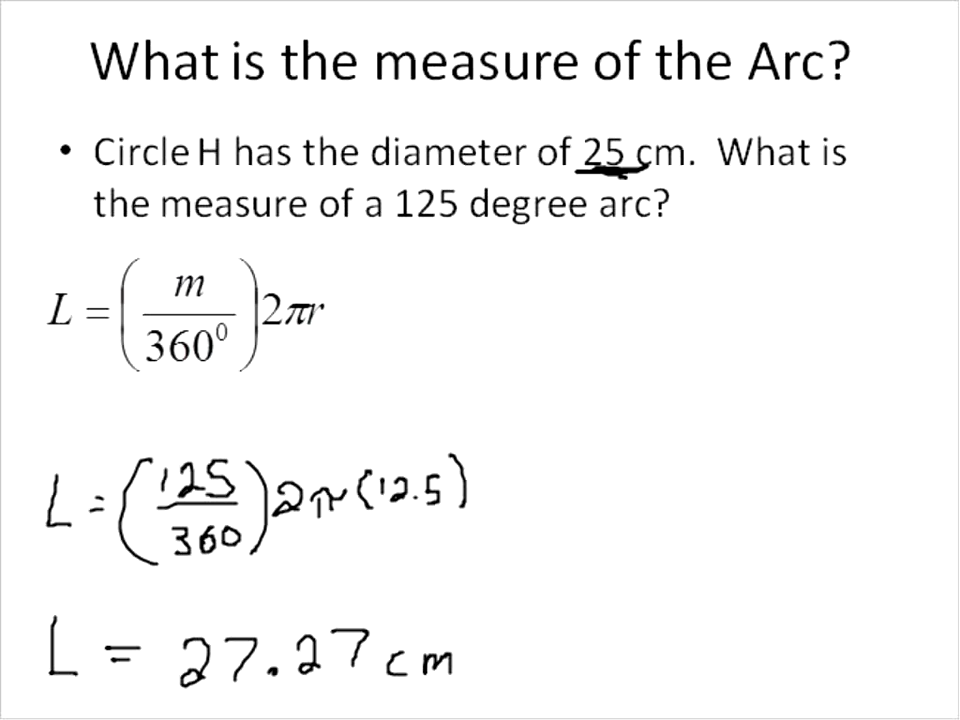 What is the measure of the Arc?
• Circle H has the diameter of 25 cm. What is
the measure of a 125 degree arc?
L = (m/360⁰)2πr
L = (125/360)2π(12.5)
L = 27.27 cm